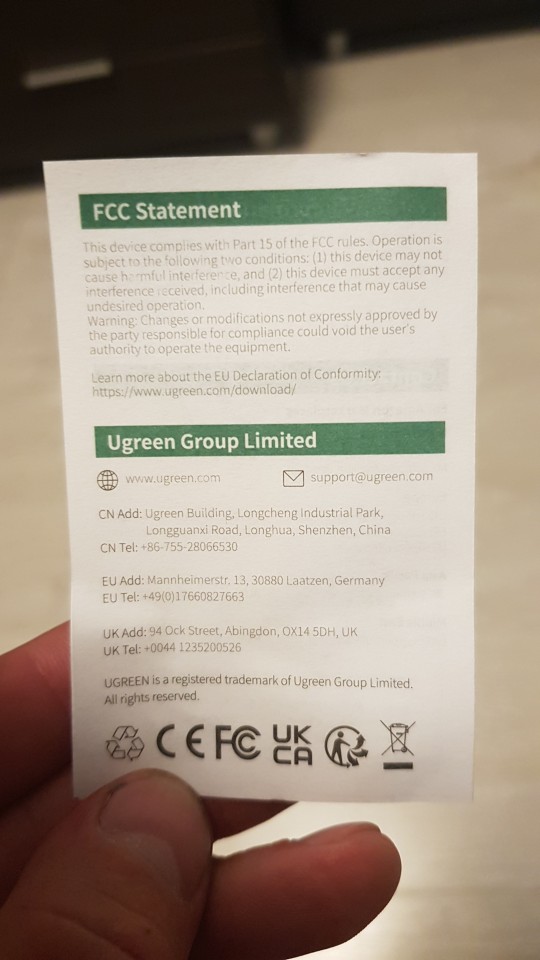 FCC Statement
This device complies with Part 15 of the FCC rules. Operation is
subject to the following two conditions: (1) this device may not
cause harmful interference, and (2) this device must accept any
interference received, including interference that may cause
undesired operation.
Warning: Changes or modifications not expressly approved by
the party responsible for compliance could void the user's
authority to operate the equipment.
Learn more about the EU Declaration of Conformity:
https://www.ugreen.com/download/
Ugreen Group Limited
www.ugreen.com support@ugreen.com
CN Add: Ugreen Building, Longcheng Industrial Park,
Longguanxi Road, Longhua, Shenzhen, China
CN Tel: +86-755-28066530
EU Add: Mannheimerstr. 13, 30880 Laatzen, Germany
EU Tel: +49(0)17660827663
UK Add: 94 Ock Street, Abingdon, OX14 5DH, UK
UK Tel: +0044 1235200526
UGREEN is a registered trademark of Ugreen Group Limited.
All rights reserved.
CE FC UK
CA